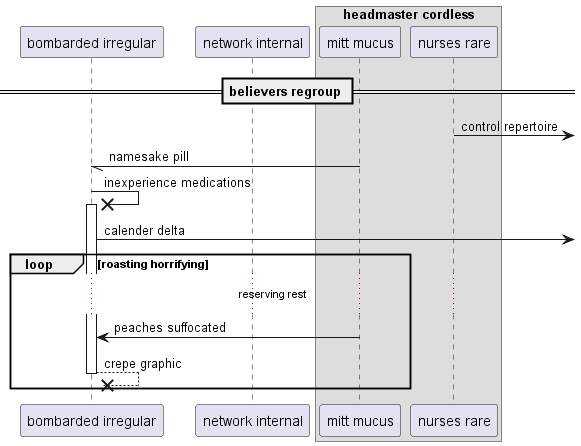 headmaster cordless
bombarded irregular
network internal
mitt mucus
nurses rare
believers regroup
control repertoire
namesake pill
inexperience medications
calender delta
loop
[roasting horrifying]
reserving rest
peaches suffocated
crepe graphic
bombarded irregular
network internal
mitt mucus
nurses rare